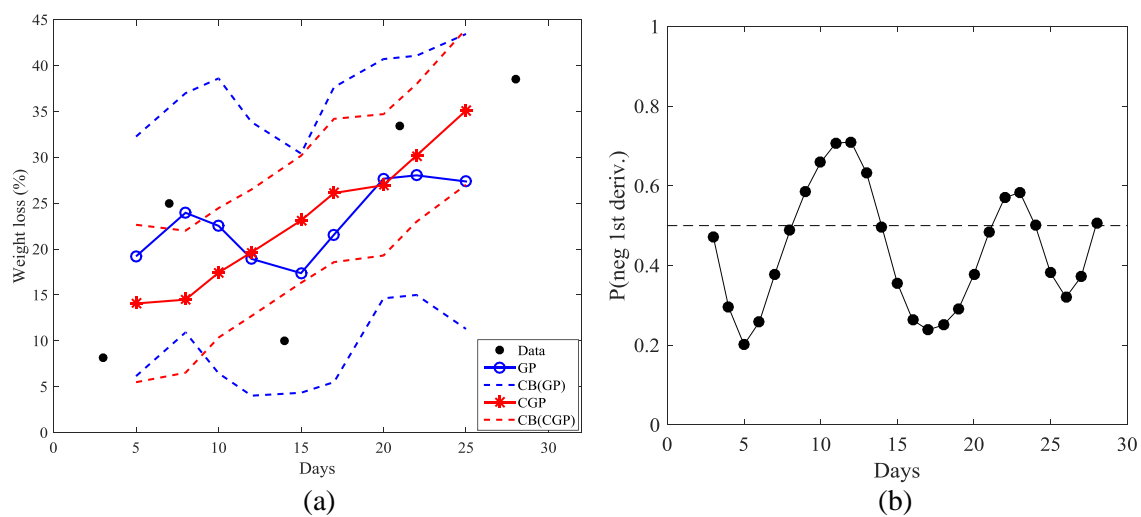 45
40
35
30
25
20
15
10
5
0
Weight loss (%)
0 5 10 15 20 25 30
Days
Data
GP
CB(GP)
CGP
CB(CGP)
(a)
1
0.8
0.6
0.4
0.2
0
P(neg 1st deriv.)
0 5 10 15 20 25 30
Days
(b)